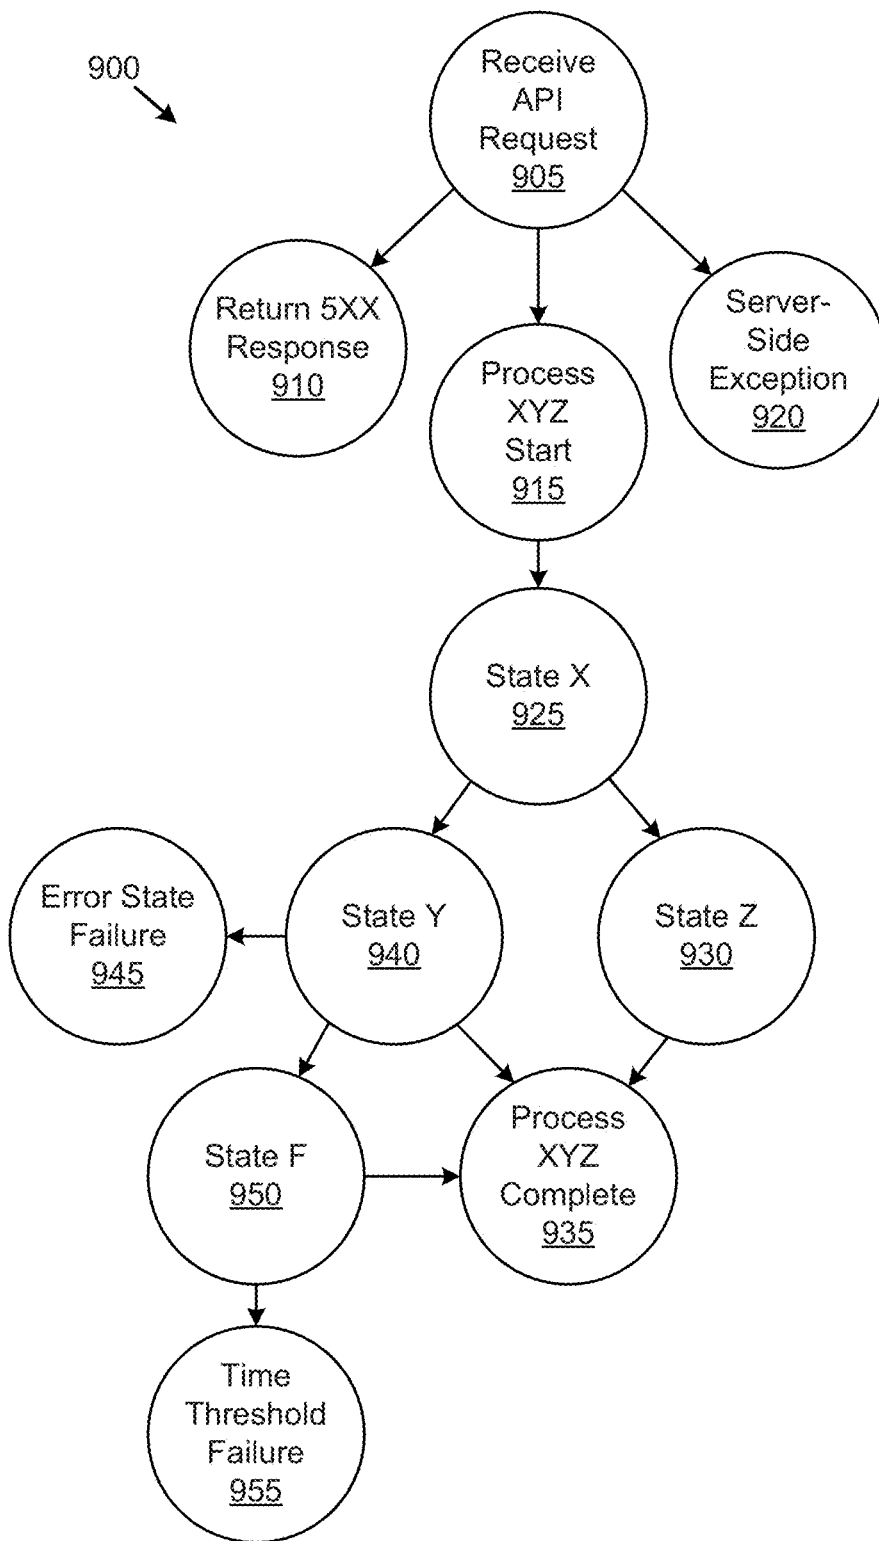 900
Receive
API
Request
905
Return 5XX
Response
910
Process
XYZ
Start
915
Server-
Side
Exception
920
State X
925
Error State
Failure
945
State Y
940
State Z
930
State F
950
Process
XYZ
Complete
935
Time
Threshold
Failure
955